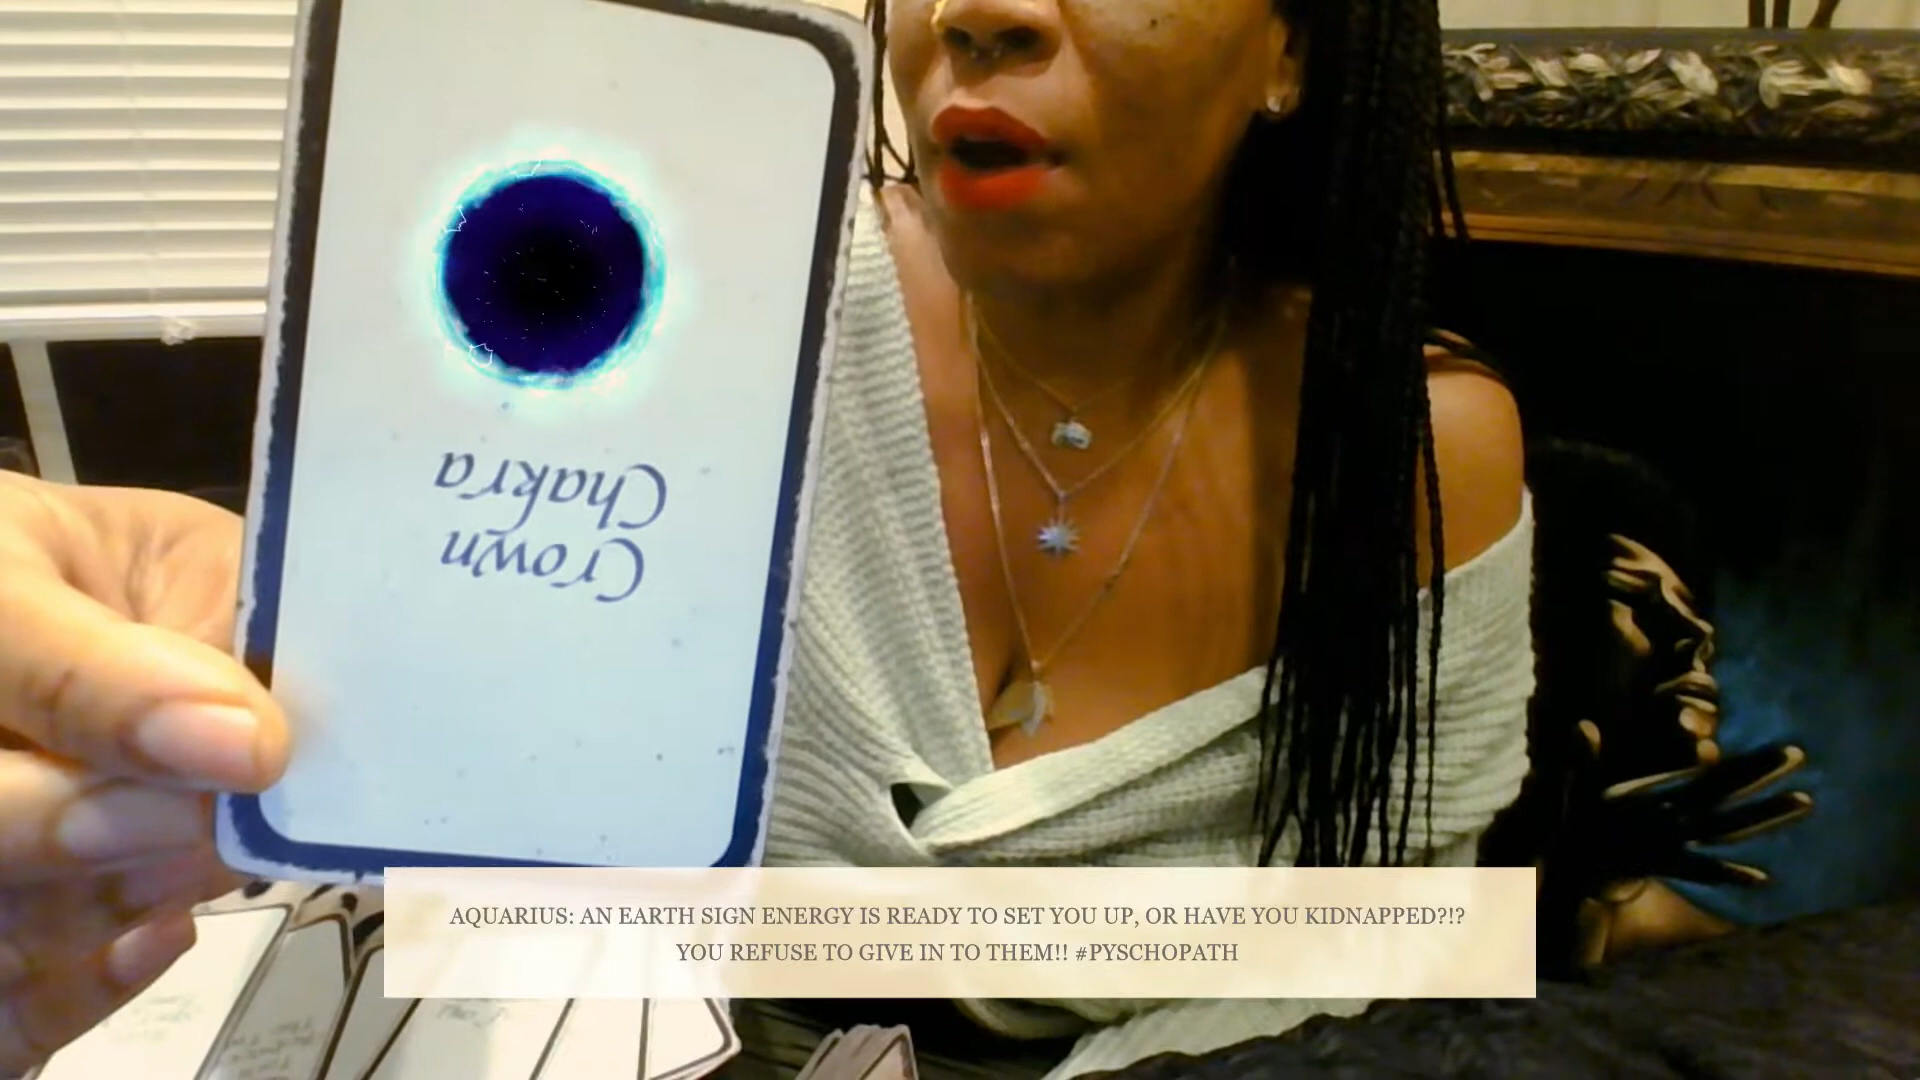 Crown
Chakra
AQUARIUS: AN EARTH SIGN ENERGY IS READY TO SET YOU UP, OR HAVE YOU KIDNAPPED?!?
YOU REFUSE TO GIVE IN TO THEM!! #PYSCHOPATH